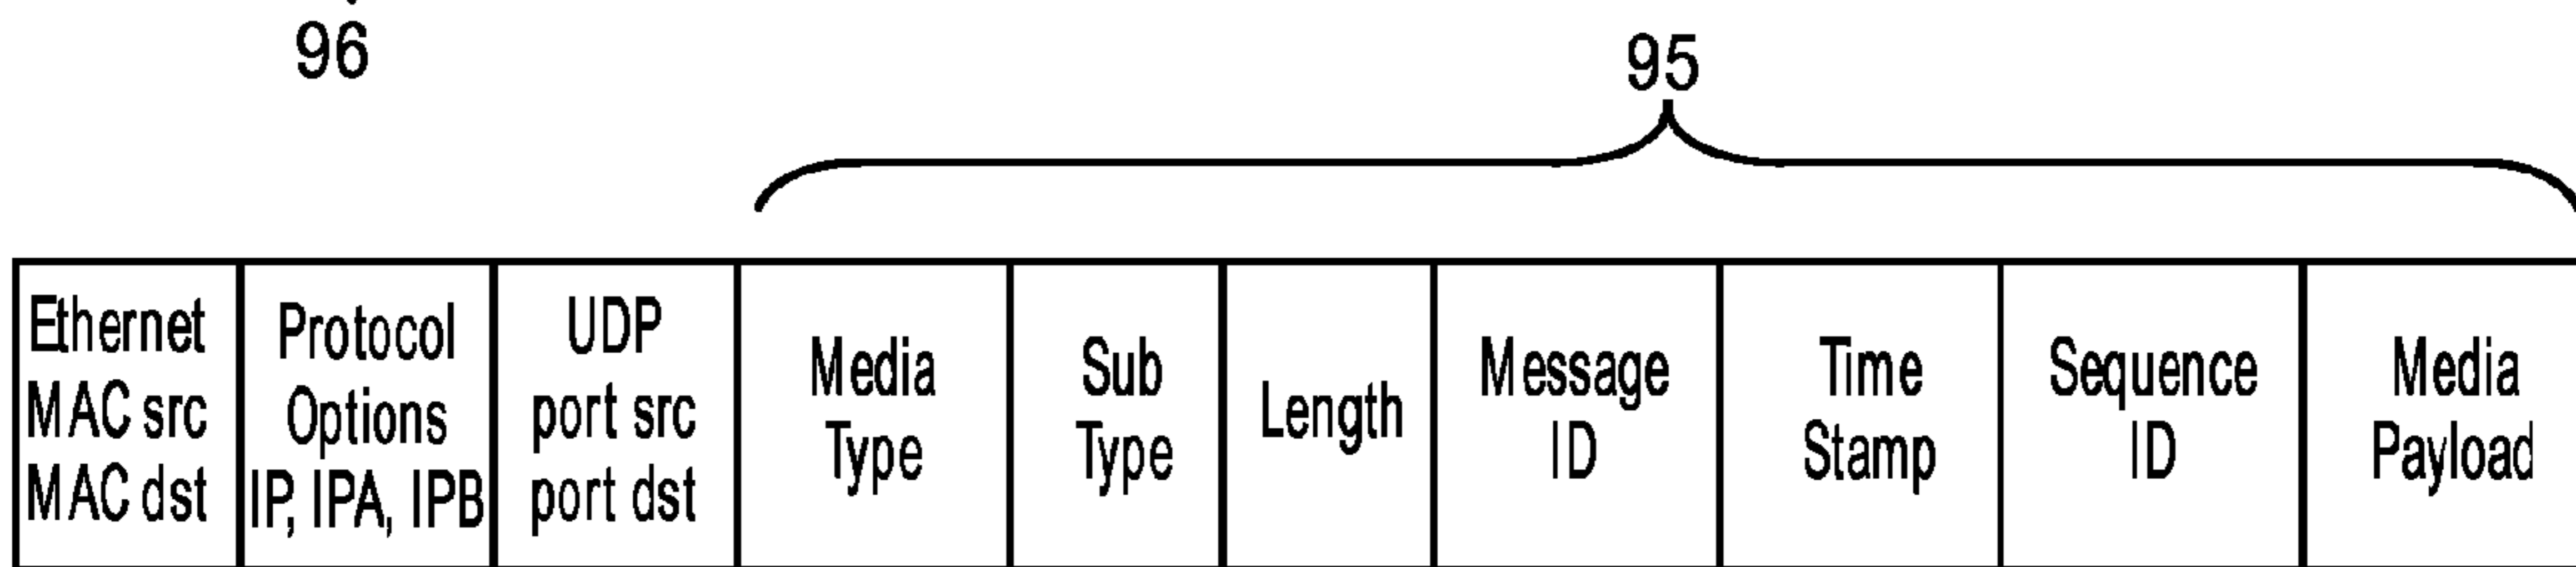 96
95
Ethernet
MAC src
MAC dst
Protocol
Options
IP, IPA, IPB
UDP
port src
port dst
Media
Type
Sub
Type
Length
Message
ID
Time
Stamp
Sequence
ID
Media
Payload